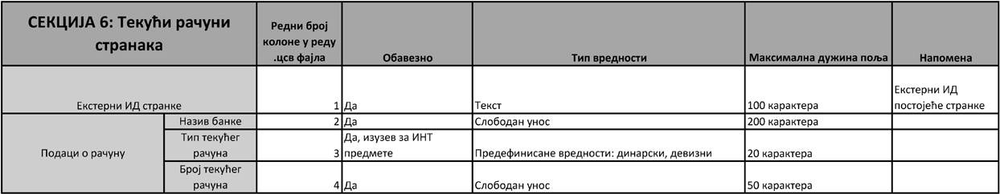 СЕКЦИЈА 6: Текући рачуни
странака
Редни број
колоне у реду
.цсв фајла
Обавезно
Тип вредности
Максимална дужина поља
Напомена
Екстерни ИД странке
1
Да
Текст
100 карактера
Екстерни ИД
постојеће странке
Подаци о рачуну
Назив банке
2
Да
Слободан унос
200 карактера
Тип текућег
рачуна
3
Да, изузев за ИНТ
предмете
Предефинисане вредности: динарски, девизни
20 карактера
Број текућег
рачуна
4
Да
Слободан унос
50 карактера